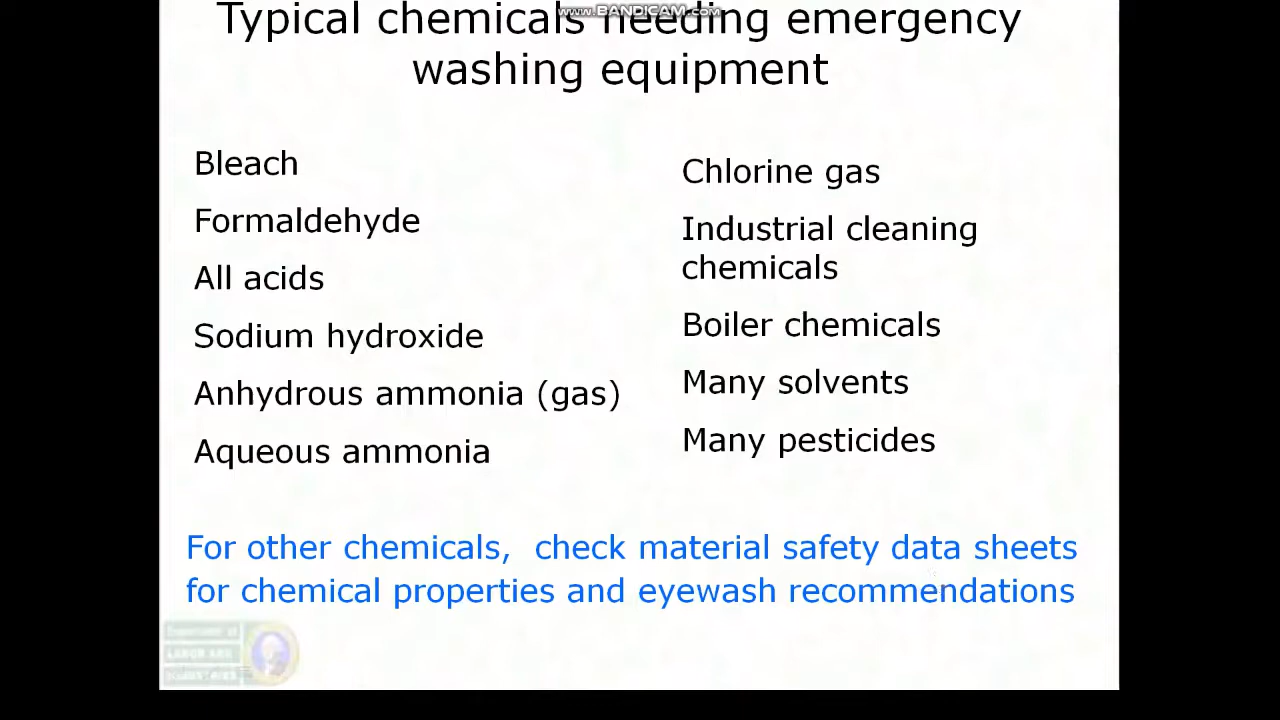 www.BANDICAM.com
Typical chemicals needing emergency
washing equipment
Bleach
Formaldehyde
All acids
Sodium hydroxide
Anhydrous ammonia (gas)
Aqueous ammonia
Chlorine gas
Industrial cleaning
chemicals
Boiler chemicals
Many solvents
Many pesticides
For other chemicals, check material safety data sheets
for chemical properties and eyewash recommendations